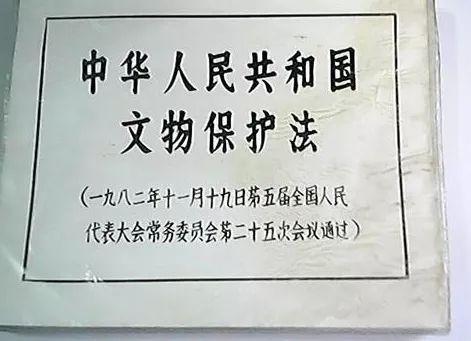 中华人民共和国
文物保护法
(一九八二年十一月十九日第五届全国人民
代表大会常务委员会第二十五次会议通过)